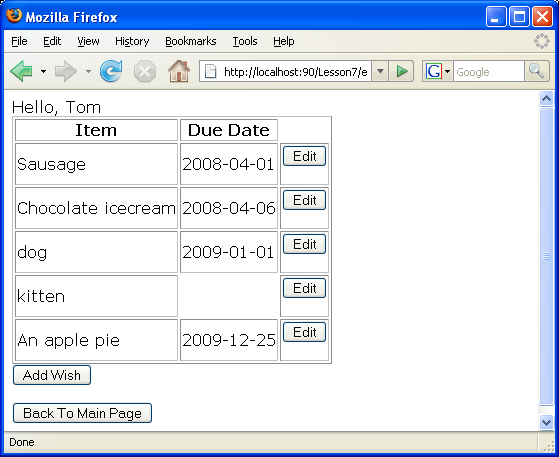 Mozilla Firefox
File Edit View History Bookmarks Tools Help
http://localhost:90/Lesson7/e Google
Hello, Tom
Item Due Date
Sausage 2008-04-01 Edit
Chocolate icecream 2008-04-06 Edit
dog 2009-01-01 Edit
kitten Edit
An apple pie 2009-12-25 Edit
Add Wish
Back To Main Page
Done